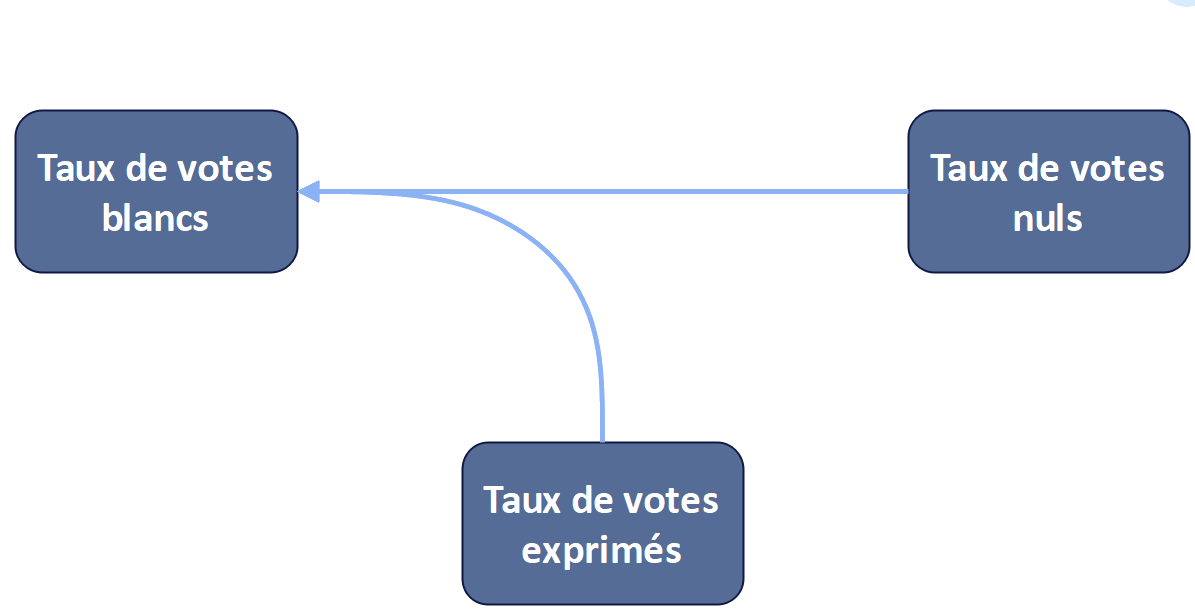 Taux de votes
blancs
Taux de votes
nuls
Taux de votes
exprimés